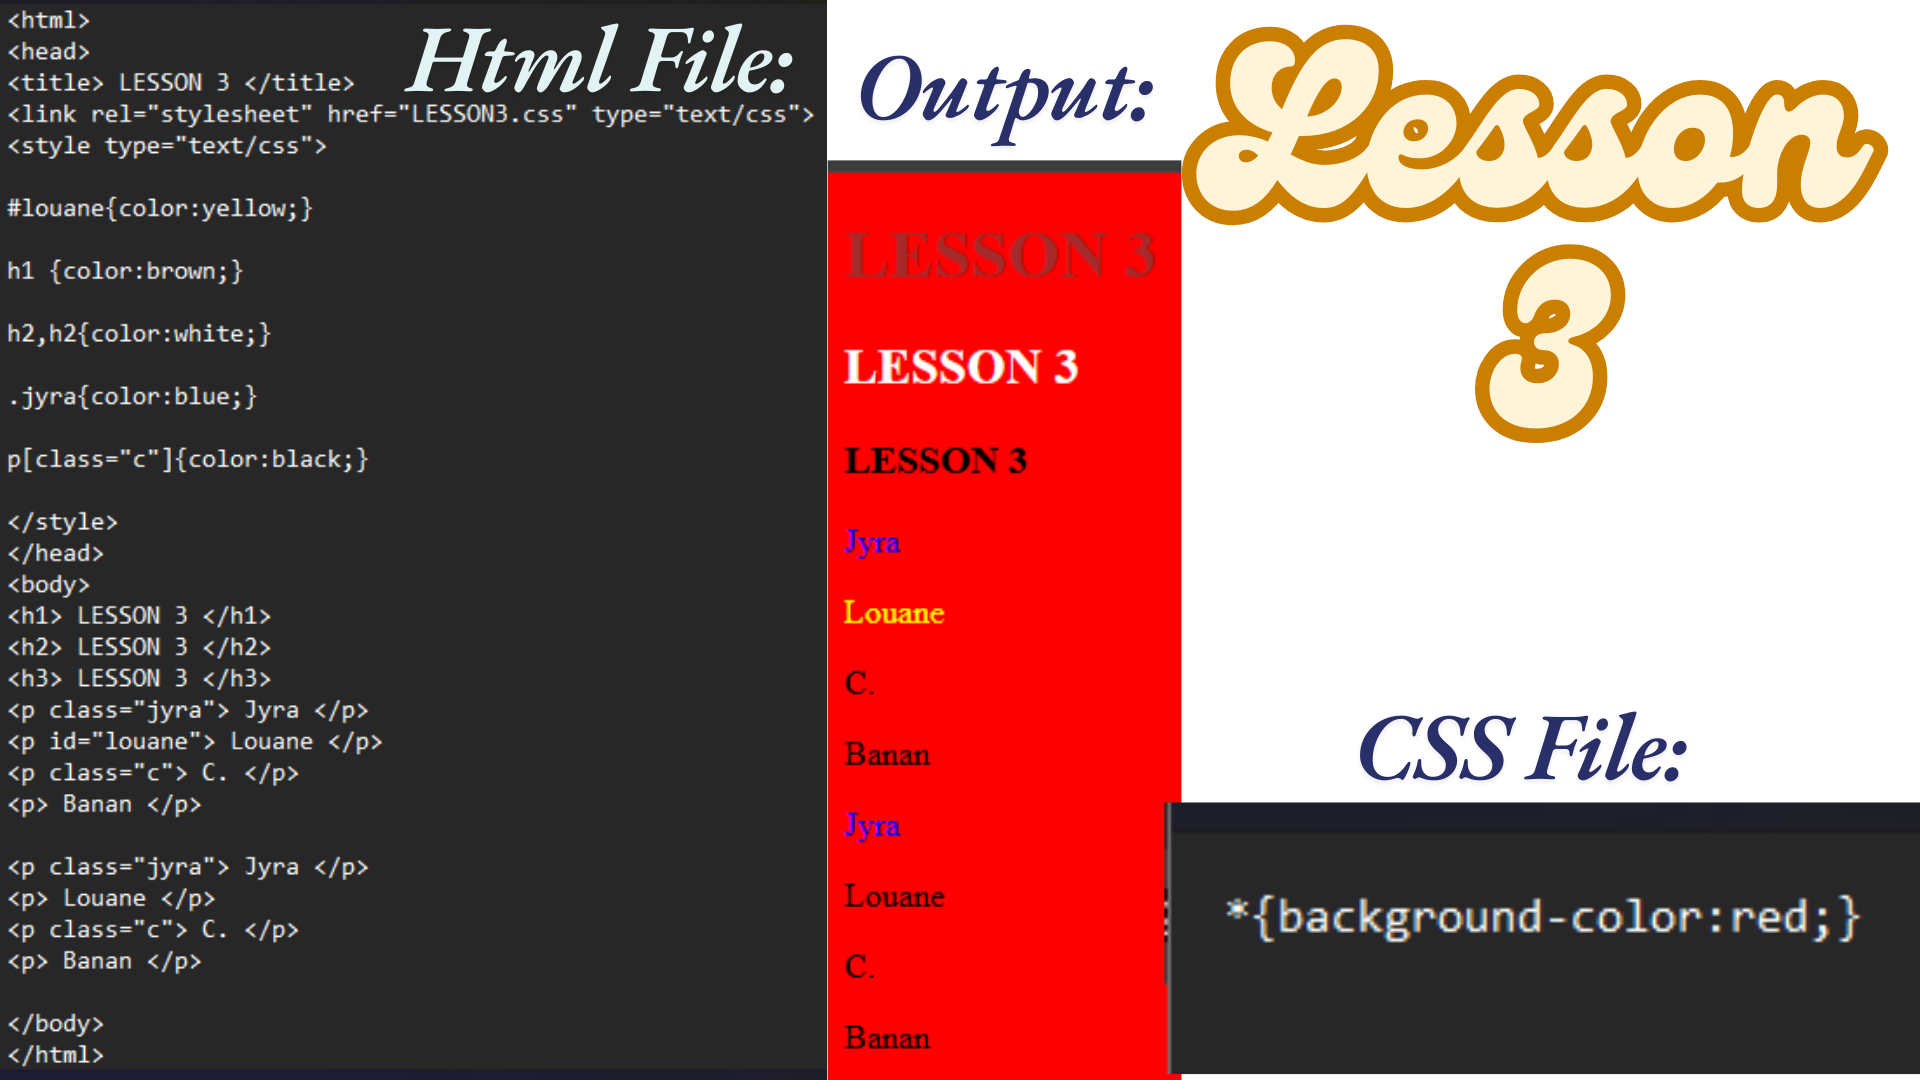 Html File:
<html>
<head>
<title> LESSON 3 </title>
<link rel="stylesheet" href="LESSON3.css" type="text/css">
<style type="text/css">
#louane{color:yellow;}
h1 {color:brown;}
h2,h2{color:white;}
.jyra{color:blue;}
p[class="c"]{color:black;}
</style>
</head>
<body>
<h1> LESSON 3 </h1>
<h2> LESSON 3 </h2>
<h3> LESSON 3 </h3>
<p class="jyra"> Jyra </p>
<p id="louane"> Louane </p>
<p class="c"> C. </p>
<p> Banan </p>
<p class="jyra"> Jyra </p>
<p> Louane </p>
<p class="c"> C. </p>
<p> Banan </p>
</body>
</html>
Output:
LESSON 3
LESSON 3
LESSON 3
Jyra
Louane
C.
Banan
Jyra
Louane
C.
Banan
Lesson
3
CSS File:
*{background-color:red;}